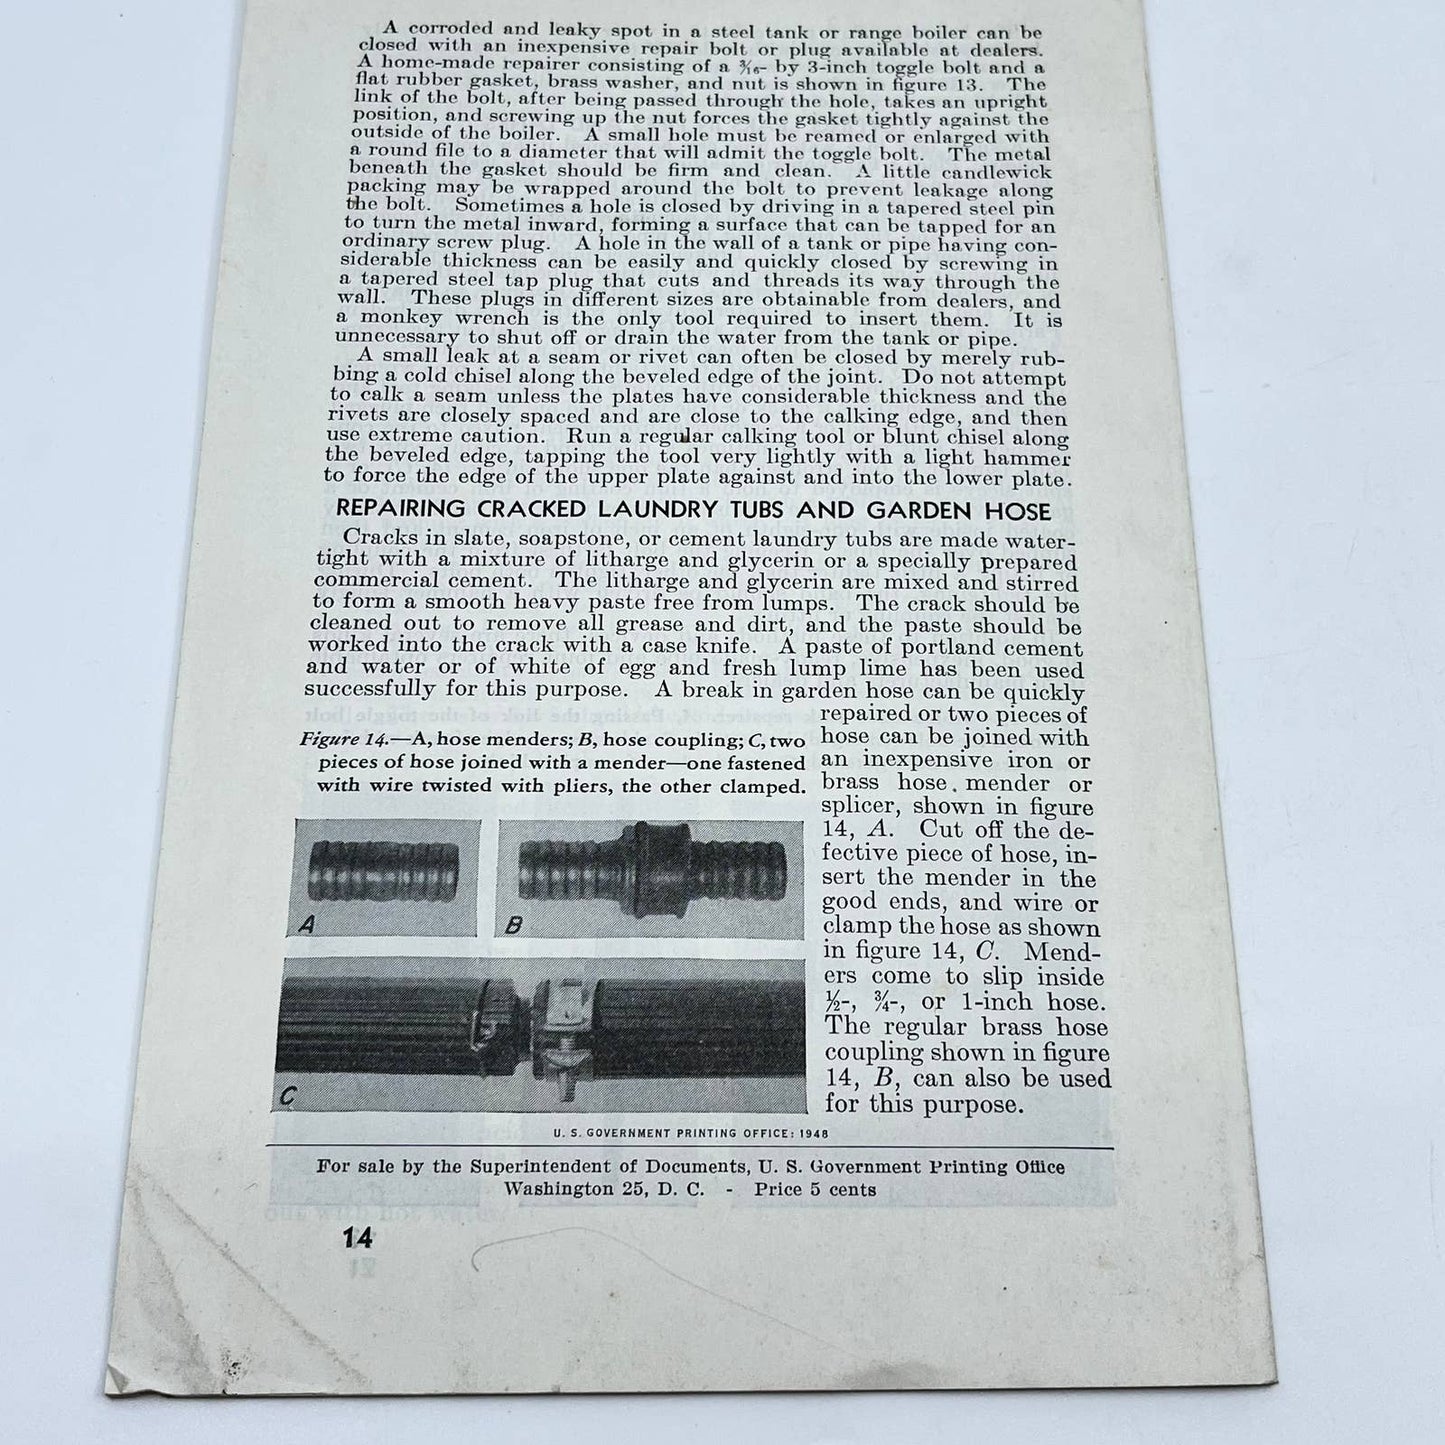 A corroded and leaky spot in a steel tank or range boiler can be
closed with an inexpensive repair bolt or plug available at dealers.
A home-made repairer consisting of a 3/16- by 3-inch toggle bolt and a
flat rubber gasket, brass washer, and nut is shown in figure 13. The
link of the bolt, after being passed through the hole, takes an upright
position, and screwing up the nut forces the gasket tightly against the
outside of the boiler. A small hole must be reamed or enlarged with
a round file to a diameter that will admit the toggle bolt. The metal
beneath the gasket should be firm and clean. A little candlewick
packing may be wrapped around the bolt to prevent leakage along
the bolt. Sometimes a hole is closed by driving in a tapered steel pin
to turn the metal inward, forming a surface that can be tapped for an
ordinary screw plug. A hole in the wall of a tank or pipe having con-
siderable thickness can be easily and quickly closed by screwing in
a tapered steel tap plug that cuts and threads its way through the
wall. These plugs in different sizes are obtainable from dealers, and
a monkey wrench is the only tool required to insert them. It is
unnecessary to shut off or drain the water from the tank or pipe.
A small leak at a seam or rivet can often be closed by merely rub-
bing a cold chisel along the beveled edge of the joint. Do not attempt
to calk a seam unless the plates have considerable thickness and the
rivets are closely spaced and are close to the calking edge, and then
use extreme caution. Run a regular calking tool or blunt chisel along
the beveled edge, tapping the tool very lightly with a light hammer
to force the edge of the upper plate against and into the lower plate.
REPAIRING CRACKED LAUNDRY TUBS AND GARDEN HOSE
Cracks in slate, soapstone, or cement laundry tubs are made water-
tight with a mixture of litharge and glycerin or a specially prepared
commercial cement. The litharge and glycerin are mixed and stirred
to form a smooth heavy paste free from lumps. The crack should be
cleaned out to remove all grease and dirt, and the paste should be
worked into the crack with a case knife. A paste of portland cement
and water or of white of egg and fresh lump lime has been used
successfully for this purpose. A break in garden hose can be quickly
repaired or two pieces of
hose can be joined with
an inexpensive iron or
brass hose mender or
splicer, shown in figure
14, A. Cut off the de-
fective piece of hose, in-
sert the mender in the
good ends, and wire or
clamp the hose as shown
in figure 14, C. Mend-
ers come to slip inside
½-, ¾-, or 1-inch hose.
The regular brass hose
coupling shown in figure
14, B, can also be used
for this purpose.
Figure 14.—A, hose menders; B, hose coupling; C, two
pieces of hose joined with a mender—one fastened
with wire twisted with pliers, the other clamped.
A
B
C
U. S. GOVERNMENT PRINTING OFFICE: 1948
For sale by the Superintendent of Documents, U. S. Government Printing Office
Washington 25, D. C. - Price 5 cents
14